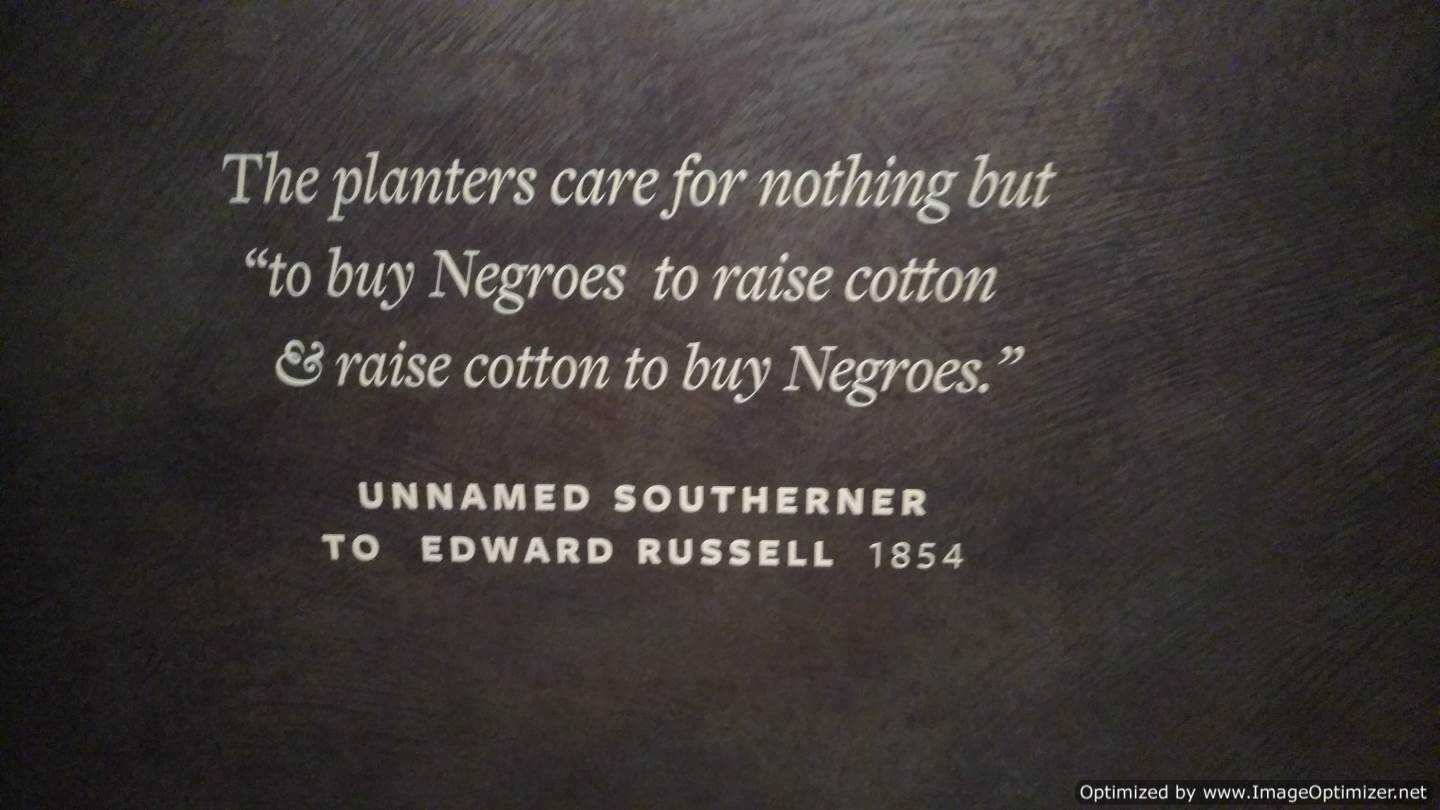 The planters care for nothing but
“to buy Negroes to raise cotton
& raise cotton to buy Negroes.”
UNNAMED SOUTHERNER
TO EDWARD RUSSELL 1854
Optimized by www.ImageOptimizer.net